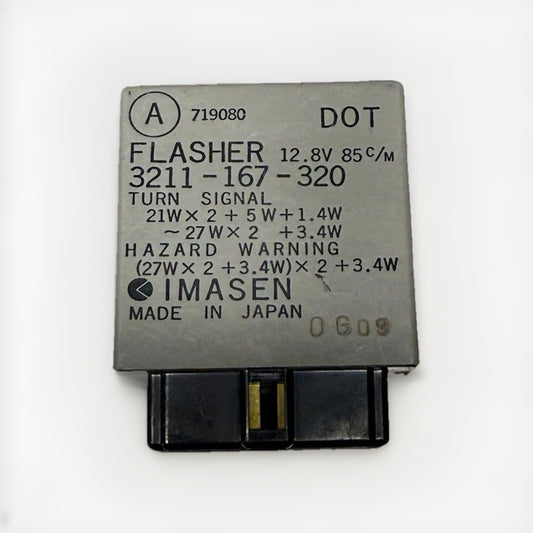 A 719080 DOT
FLASHER 12.8V 85 C/M
3211-167-320
TURN SIGNAL
21W×2+5W+1.4W
~27W×2 +3.4W
HAZARD WARNING
(27W×2 +3.4W)×2 +3.4W
IMASEN
MADE IN JAPAN
0G09